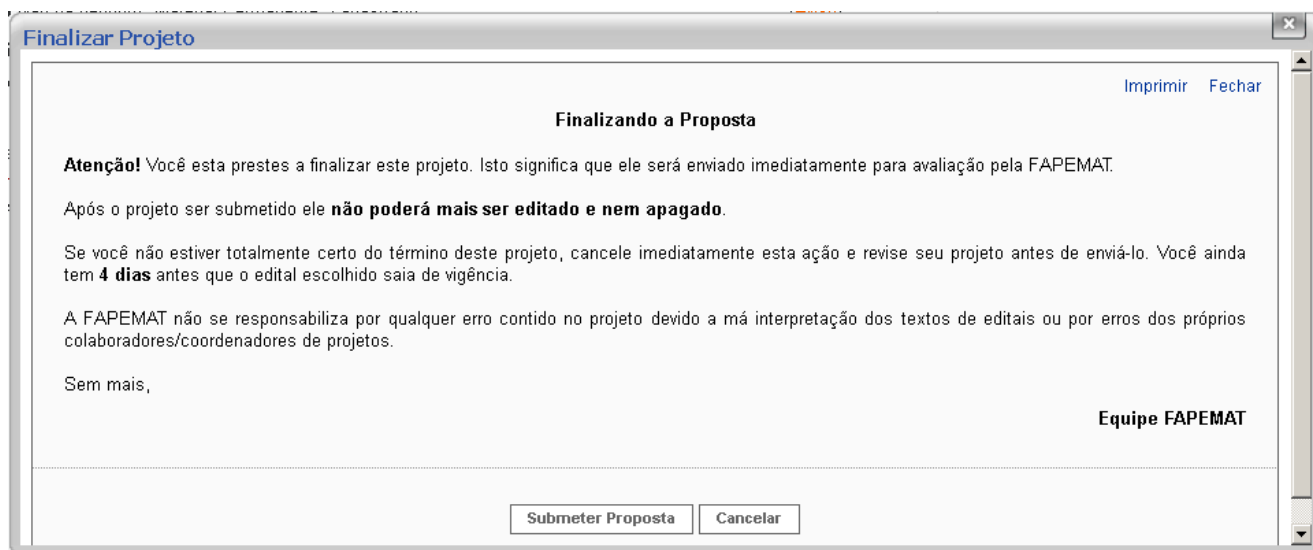 Finalizar Projeto
x
Imprimir Fechar
Finalizando a Proposta
Atenção! Você esta prestes a finalizar este projeto. Isto significa que ele será enviado imediatamente para avaliação pela FAPEMAT.
Após o projeto ser submetido ele não poderá mais ser editado e nem apagado.
Se você não estiver totalmente certo do término deste projeto, cancele imediatamente esta ação e revise seu projeto antes de enviá-lo. Você ainda
tem 4 dias antes que o edital escolhido saia de vigência.
A FAPEMAT não se responsabiliza por qualquer erro contido no projeto devido a má interpretação dos textos de editais ou por erros dos próprios
colaboradores/coordenadores de projetos.
Sem mais,
Equipe FAPEMAT
Submeter Proposta Cancelar